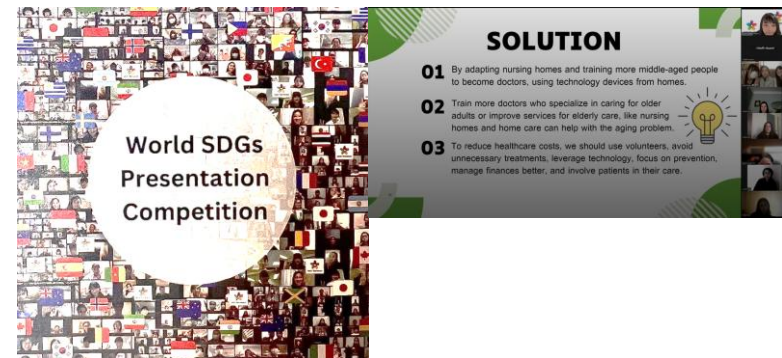 World SDGs
Presentation
Competition
SOLUTION
01 By adapting nursing homes and training more middle-aged people
to become doctors, using technology devices from homes.
02 Train more doctors who specialize in caring for older
adults or improve services for elderly care, like nursing
homes and home care can help with the aging problem.
03 To reduce healthcare costs, we should use volunteers, avoid
unnecessary treatments, leverage technology, focus on prevention,
manage finances better, and involve patients in their care.